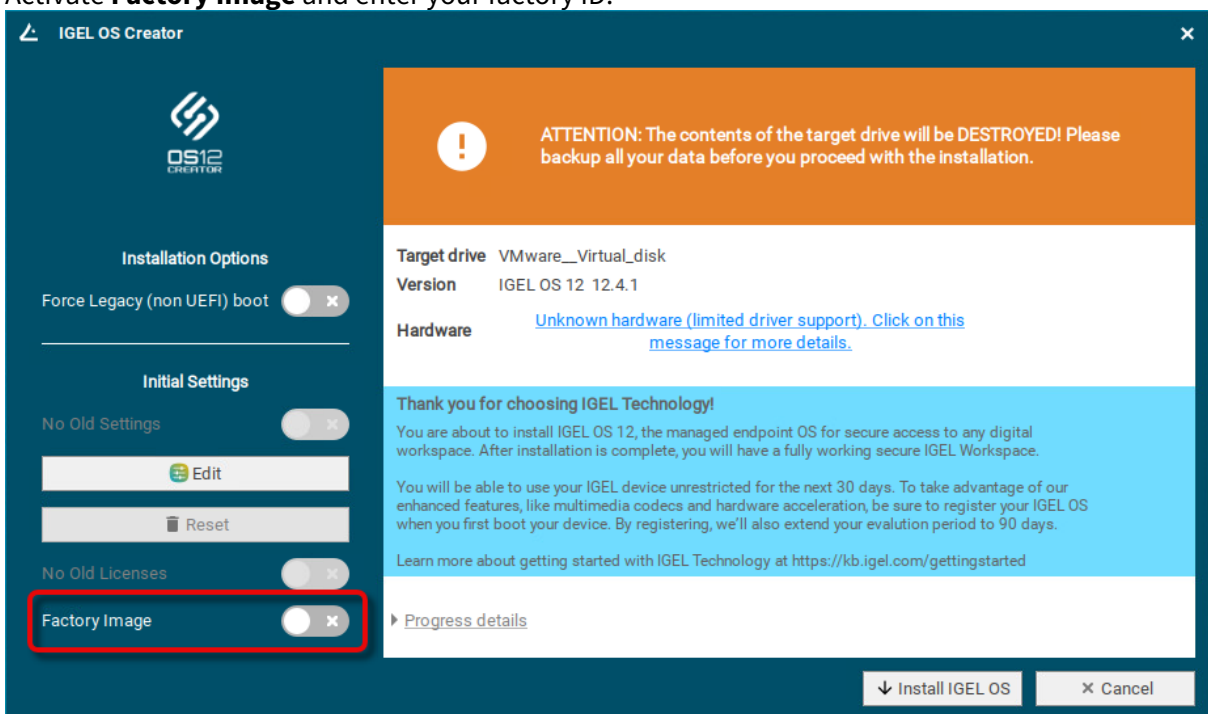 Activate Factory Image and enter your factory ID.
IGEL OS Creator
OS12
CREATOR
ATTENTION: The contents of the target drive will be DESTROYED! Please
backup all your data before you proceed with the installation.
Installation Options
Force Legacy (non UEFI) boot
Initial Settings
No Old Settings
Edit
Reset
No Old Licenses
Factory Image
Target drive VMware__Virtual_disk
Version IGEL OS 12 12.4.1
Hardware Unknown hardware (limited driver support). Click on this
message for more details.
Thank you for choosing IGEL Technology!
You are about to install IGEL OS 12, the managed endpoint OS for secure access to any digital
workspace. After installation is complete, you will have a fully working secure IGEL Workspace.
You will be able to use your IGEL device unrestricted for the next 30 days. To take advantage of our
enhanced features, like multimedia codecs and hardware acceleration, be sure to register your IGEL OS
when you first boot your device. By registering, we'll also extend your evalution period to 90 days.
Learn more about getting started with IGEL Technology at https://kb.igel.com/gettingstarted
Progress details
Install IGEL OS
Cancel